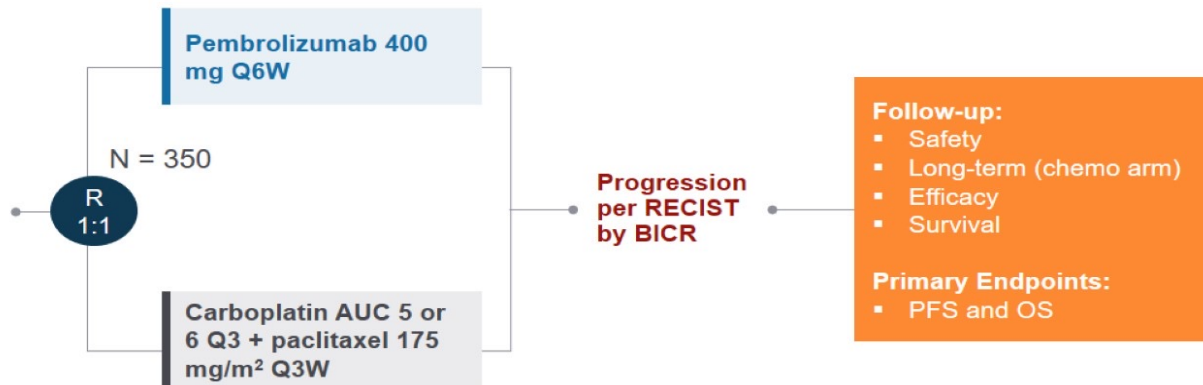 Pembrolizumab 400
mg Q6W
N = 350
R
1:1
Carboplatin AUC 5 or
6 Q3 + paclitaxel 175
mg/m² Q3W
Progression
per RECIST
by BICR
Follow-up:
▪ Safety
▪ Long-term (chemo arm)
▪ Efficacy
▪ Survival
Primary Endpoints:
▪ PFS and OS